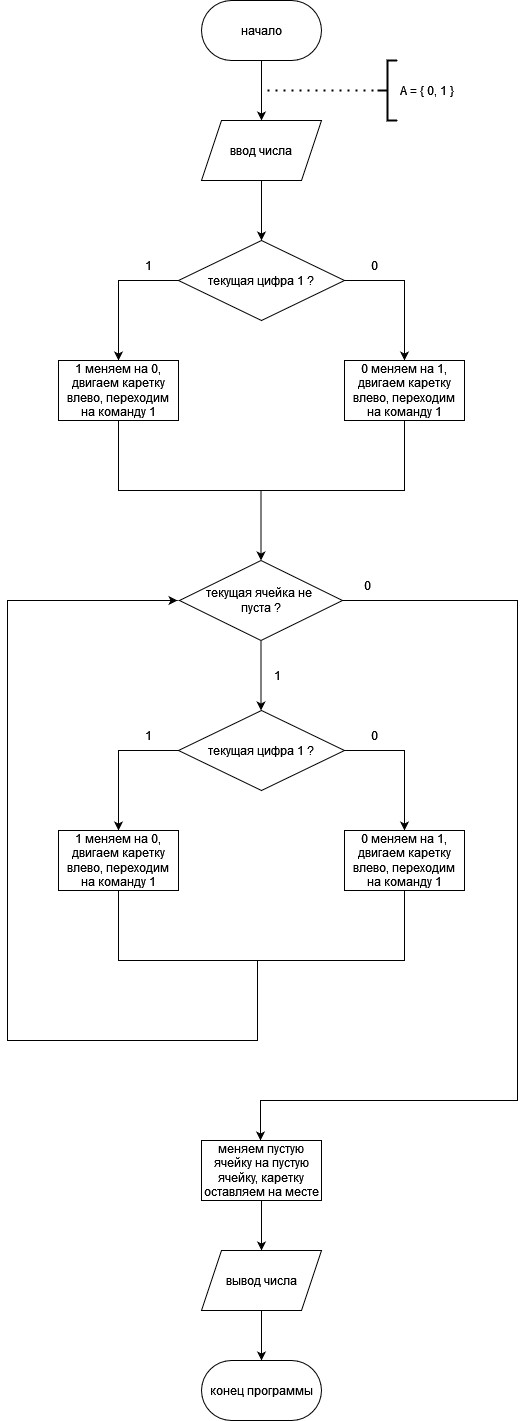 начало
A = { 0, 1 }
ввод числа
текущая цифра 1 ?
1
0
1 меняем на 0,
двигаем каретку
влево, переходим
на команду 1
0 меняем на 1,
двигаем каретку
влево, переходим
на команду 1
текущая ячейка не
пуста ?
0
1
текущая цифра 1 ?
1
0
1 меняем на 0,
двигаем каретку
влево, переходим
на команду 1
0 меняем на 1,
двигаем каретку
влево, переходим
на команду 1
меняем пустую
ячейку на пустую
ячейку, каретку
оставляем на месте
вывод числа
конец программы